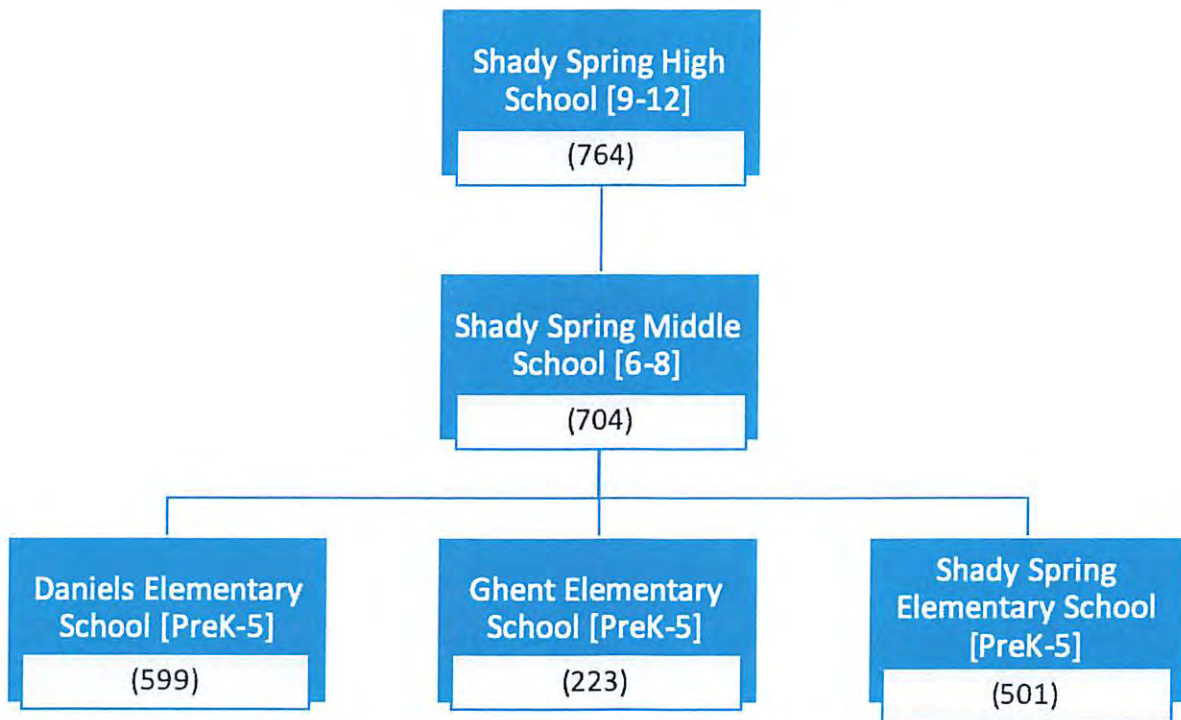 Shady Spring High
School [9-12]
(764)
Shady Spring Middle
School [6-8]
(704)
Daniels Elementary
School [PreK-5]
(599)
Ghent Elementary
School [PreK-5]
(223)
Shady Spring
Elementary School
[PreK-5]
(501)